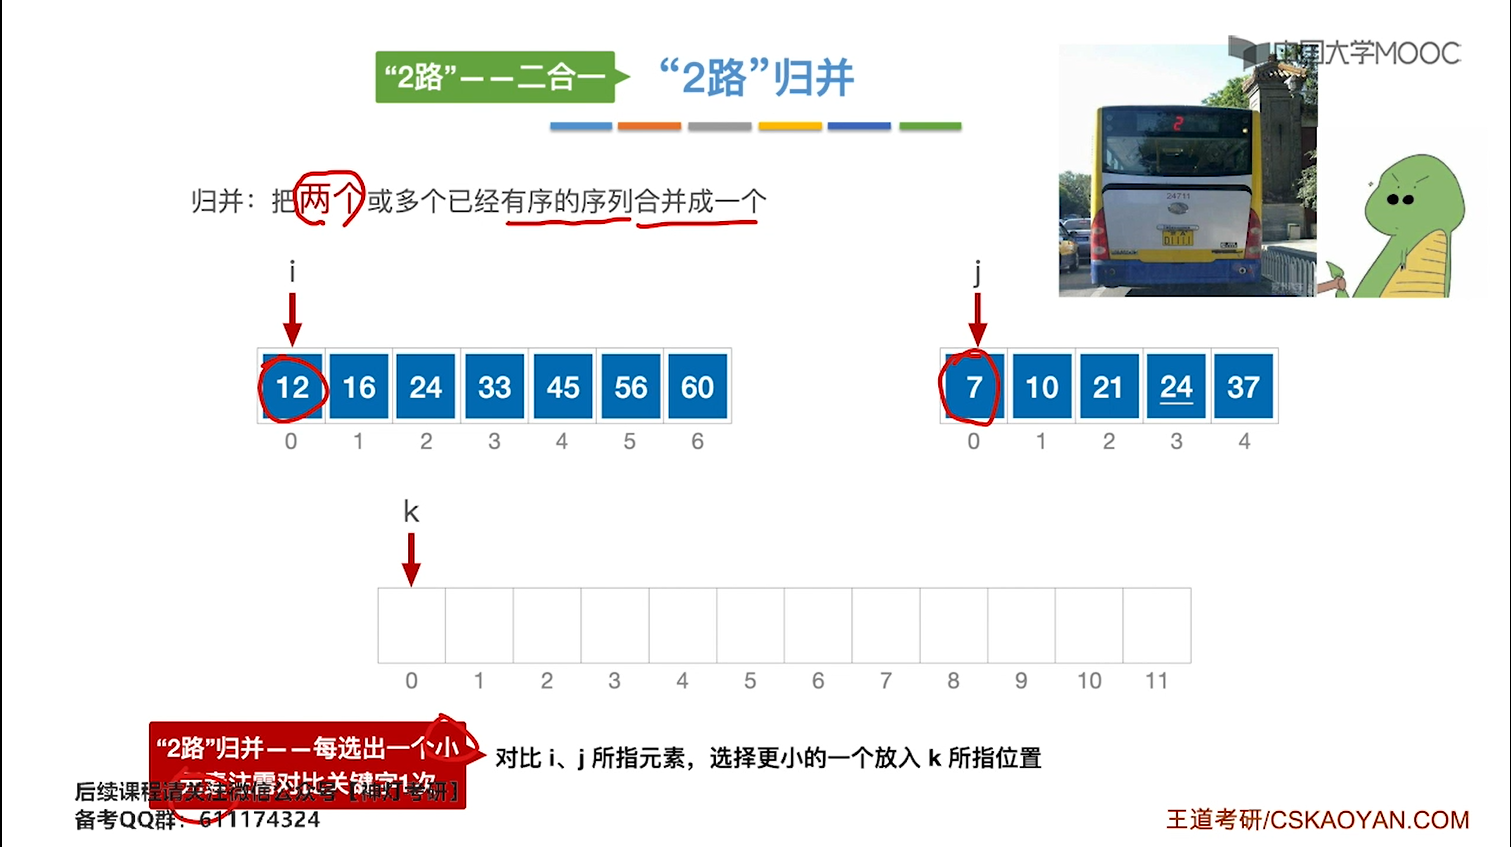 中国大学MOOC
“2路”——二合一
“2路”归并
归并：把两个或多个已经有序的序列合并成一个
2
24711
i
j
12 16 24 33 45 56 60
7 10 21 24 37
0 1 2 3 4 5 6
0 1 2 3 4
k
0 1 2 3 4 5 6 7 8 9 10 11
“2路”归并——每选出一个小
元素注需对比关键字1次
对比 i、j 所指元素，选择更小的一个放入 k 所指位置
后续课程请关注微信公众号【神灯考研】
备考QQ群：611174324
王道考研/CSKAOYAN.COM